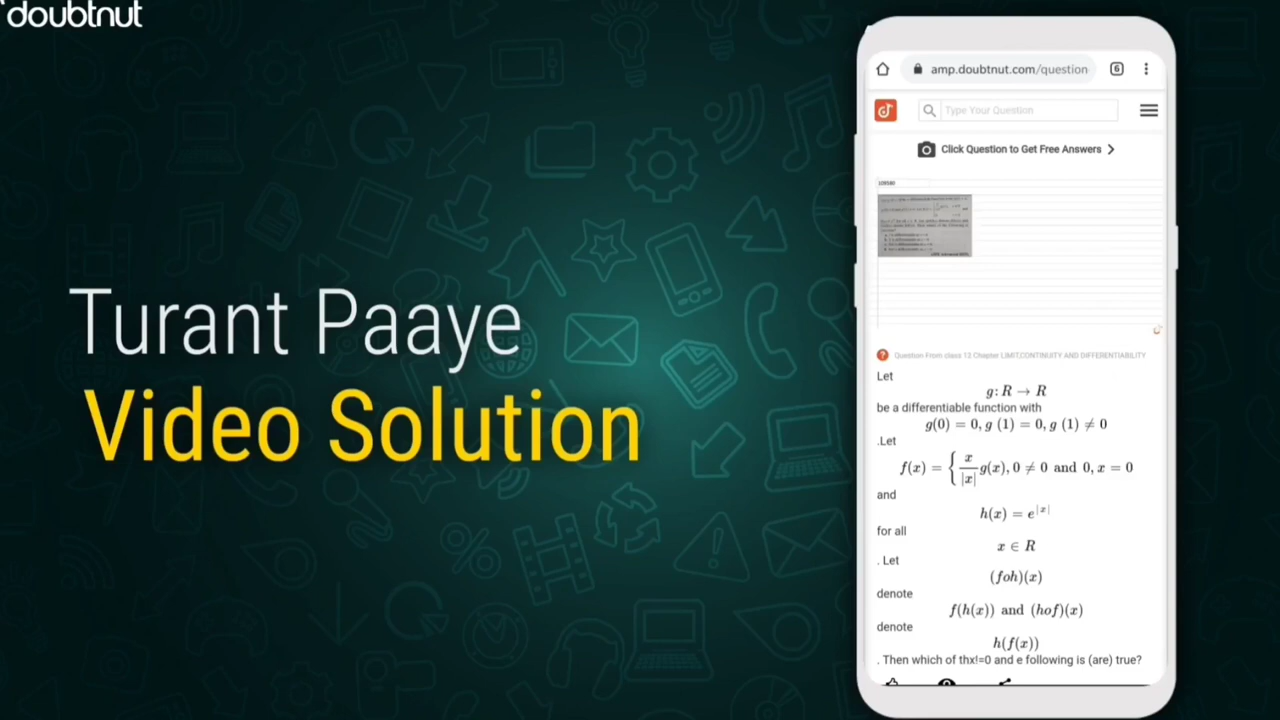 doubtnut
Turant Paaye
Video Solution
amp.doubtnut.com/question
6
Type Your Question
Click Question to Get Free Answers
Question From class 12 Chapter LIMIT,CONTINUITY AND DIFFERENTIABILITY
Let
g: R → R
be a differentiable function with
g(0) = 0, g (1) = 0, g (1) ≠ 0
.Let
f(x) = { x/|x| g(x), 0 ≠ 0 and 0, x = 0
and
h(x) = e^|x|
for all
x ∈ R
. Let
(foh)(x)
denote
f(h(x)) and (hof)(x)
denote
h(f(x))
. Then which of thx!=0 and e following is (are) true?